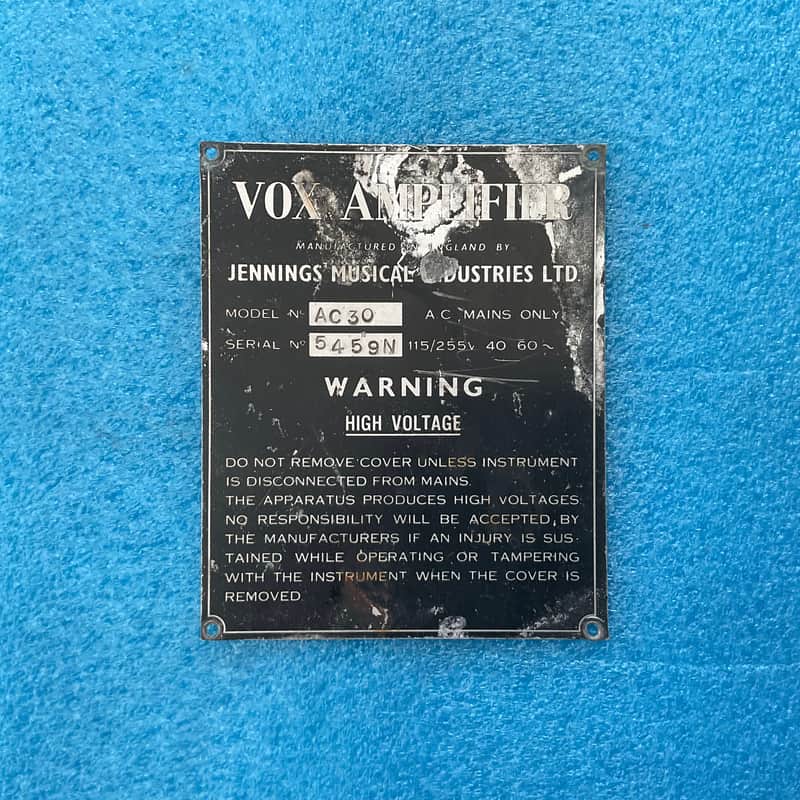 VOX AMPLIFIER
MANUFACTURED IN ENGLAND BY
JENNINGS MUSICAL INDUSTRIES LTD
MODEL Nº AC30 A.C. MAINS ONLY
SERIAL Nº 5459N 115/255V 40 60~
WARNING
HIGH VOLTAGE
DO NOT REMOVE COVER UNLESS INSTRUMENT
IS DISCONNECTED FROM MAINS.
THE APPARATUS PRODUCES HIGH VOLTAGES
NO RESPONSIBILITY WILL BE ACCEPTED BY
THE MANUFACTURERS IF AN INJURY IS SUS-
TAINED WHILE OPERATING OR TAMPERING
WITH THE INSTRUMENT WHEN THE COVER IS
REMOVED